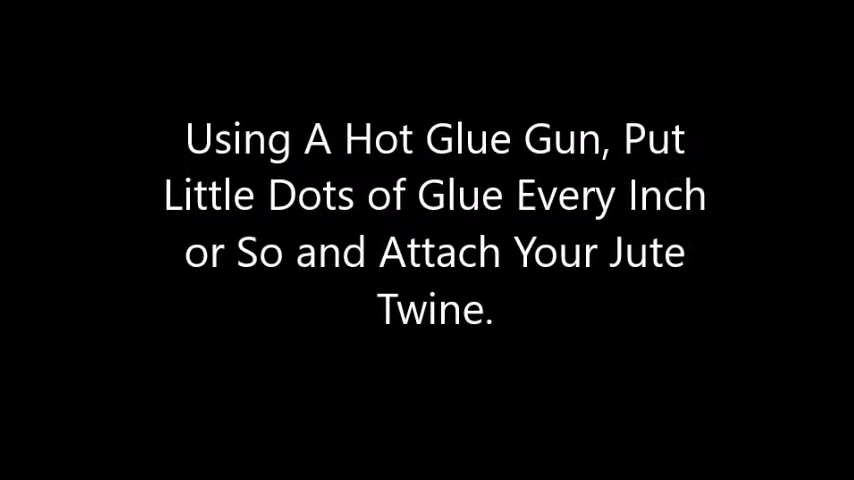 Using A Hot Glue Gun, Put
Little Dots of Glue Every Inch
or So and Attach Your Jute
Twine.